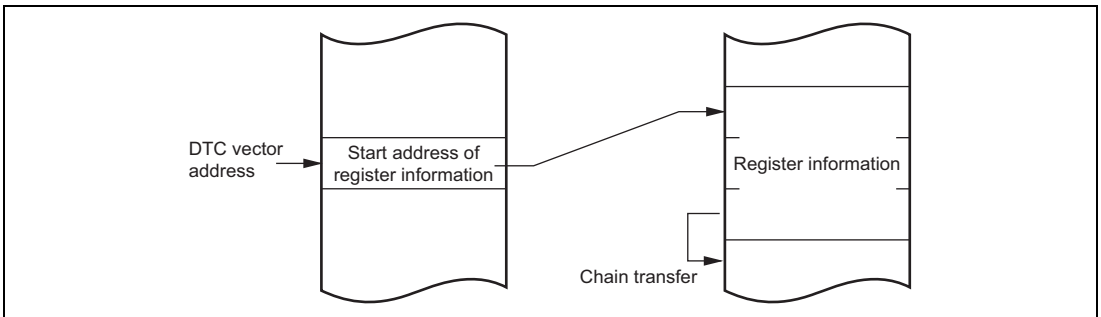 DTC vector
address
Start address of
register information
Register information
Chain transfer